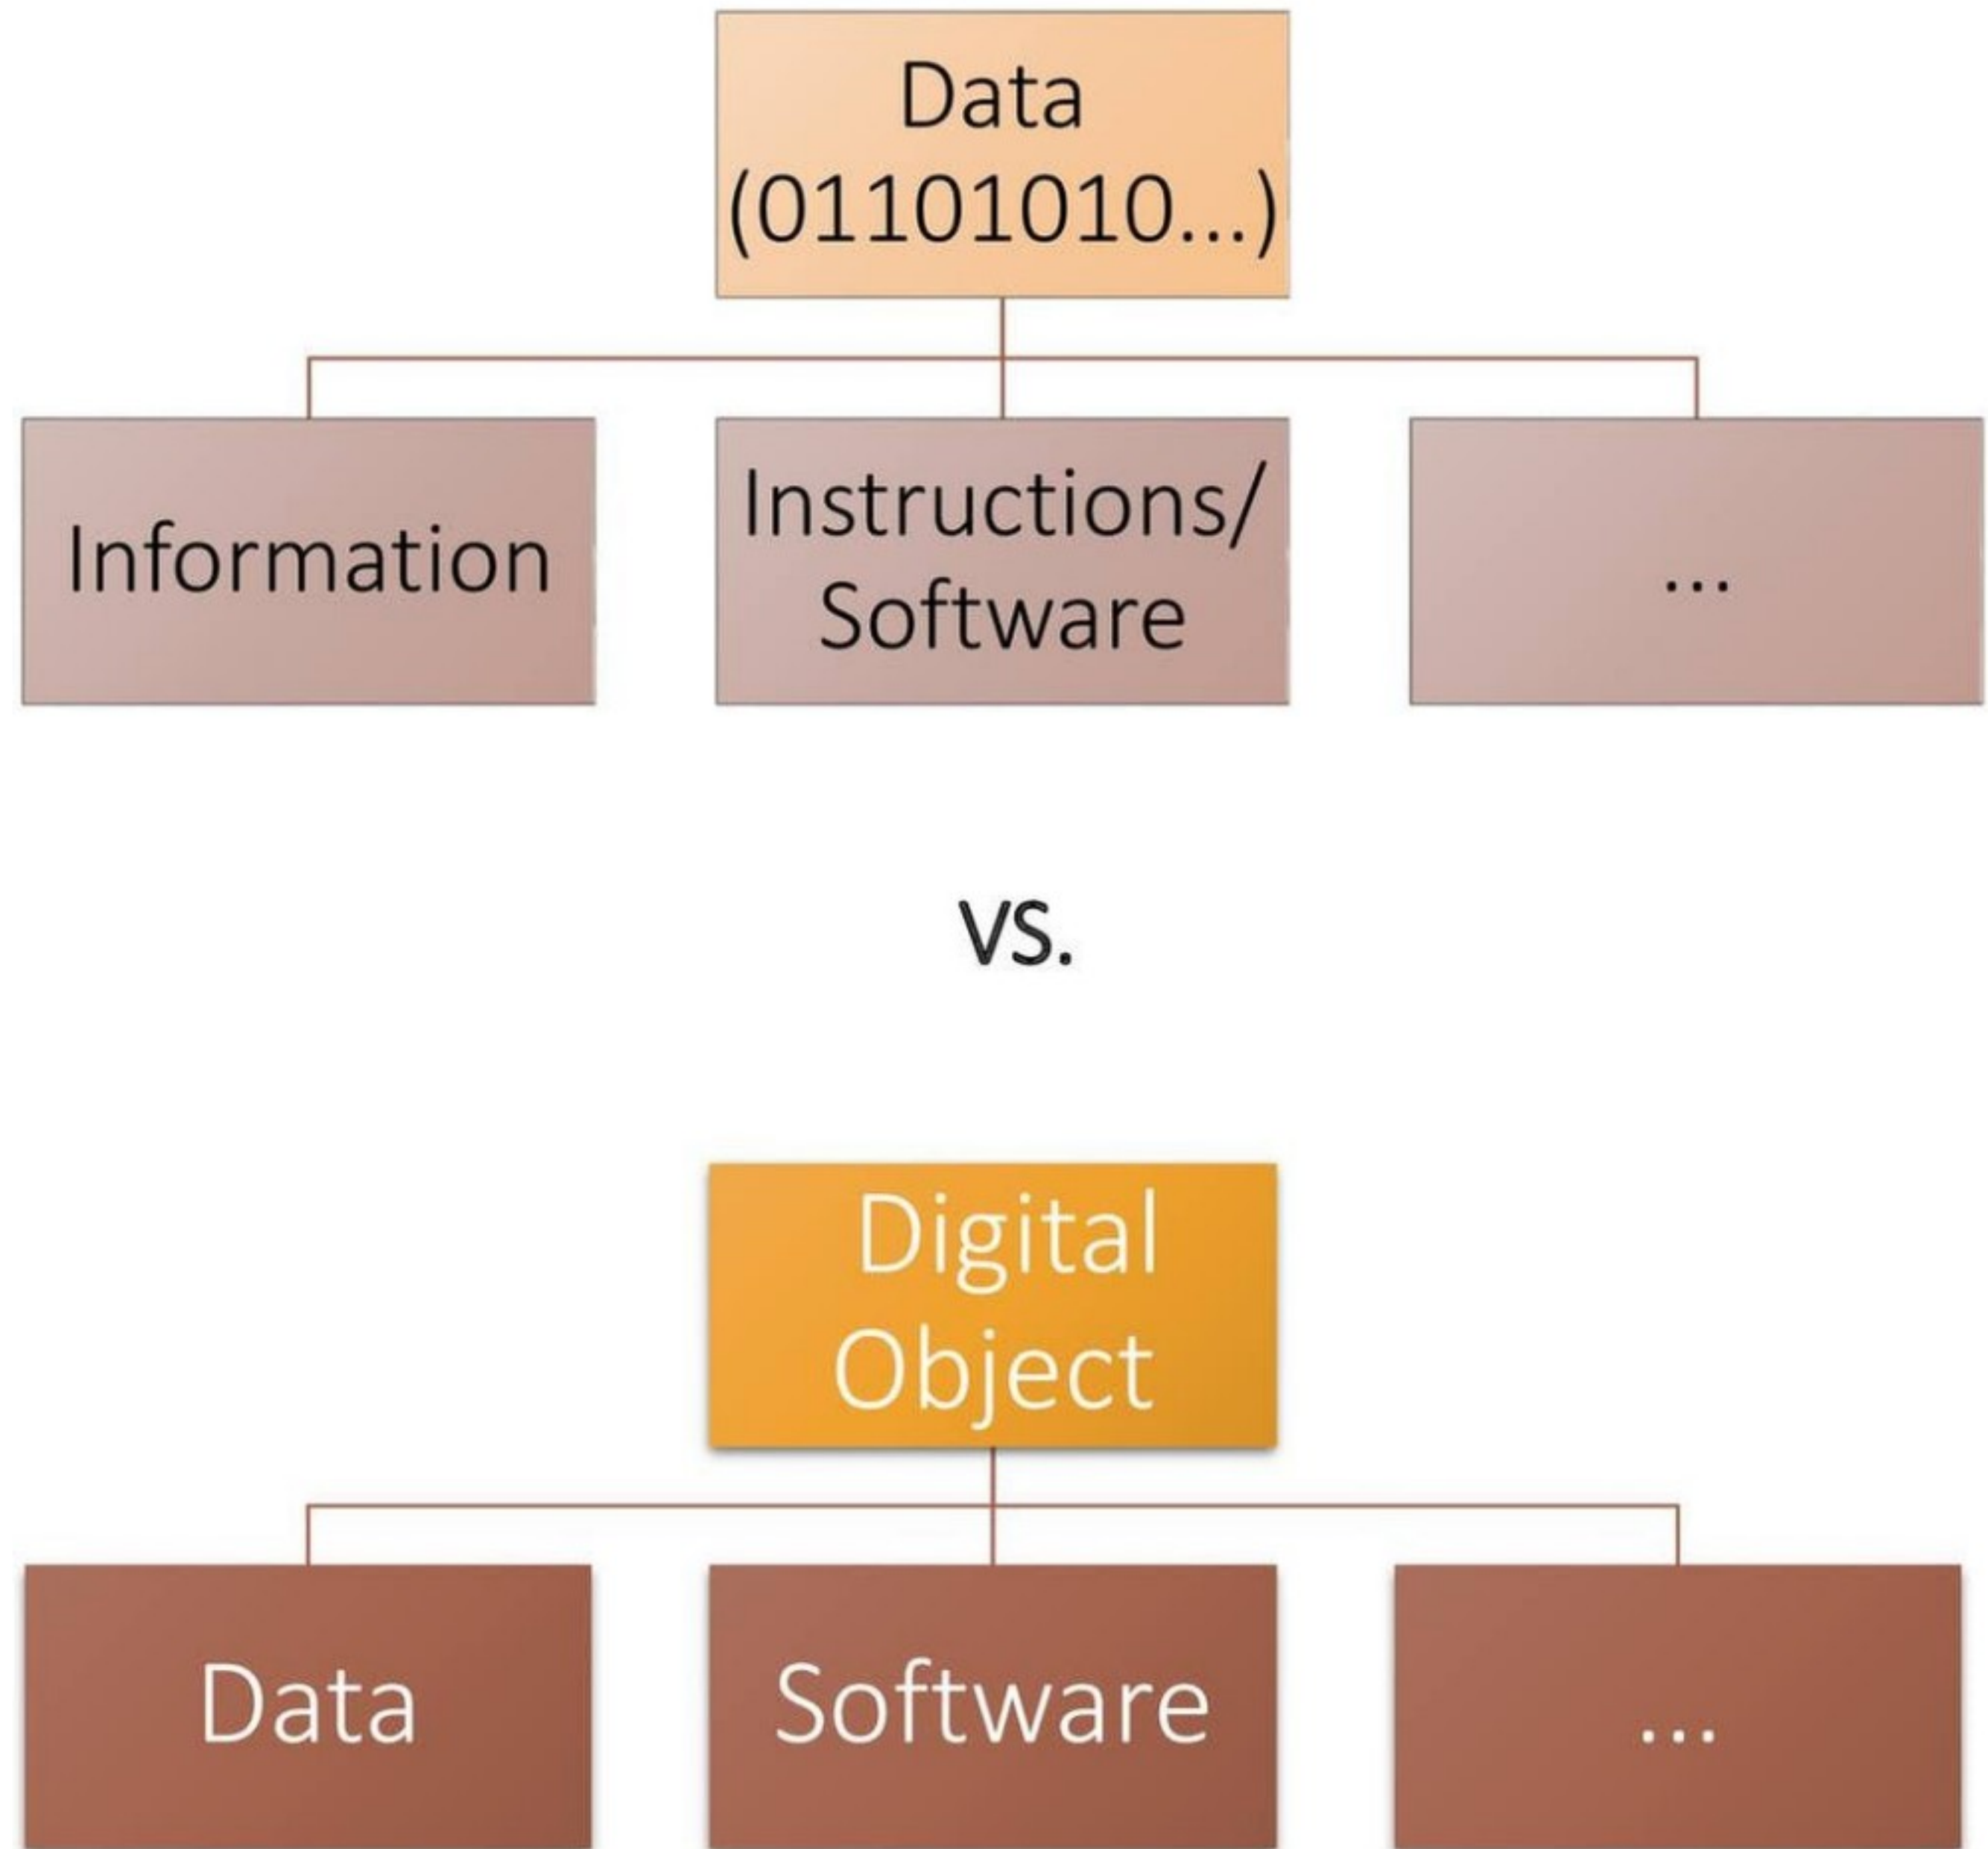 Data
(01101010...)
Information
Instructions/
Software
...
vs.
Digital
Object
Data
Software
...